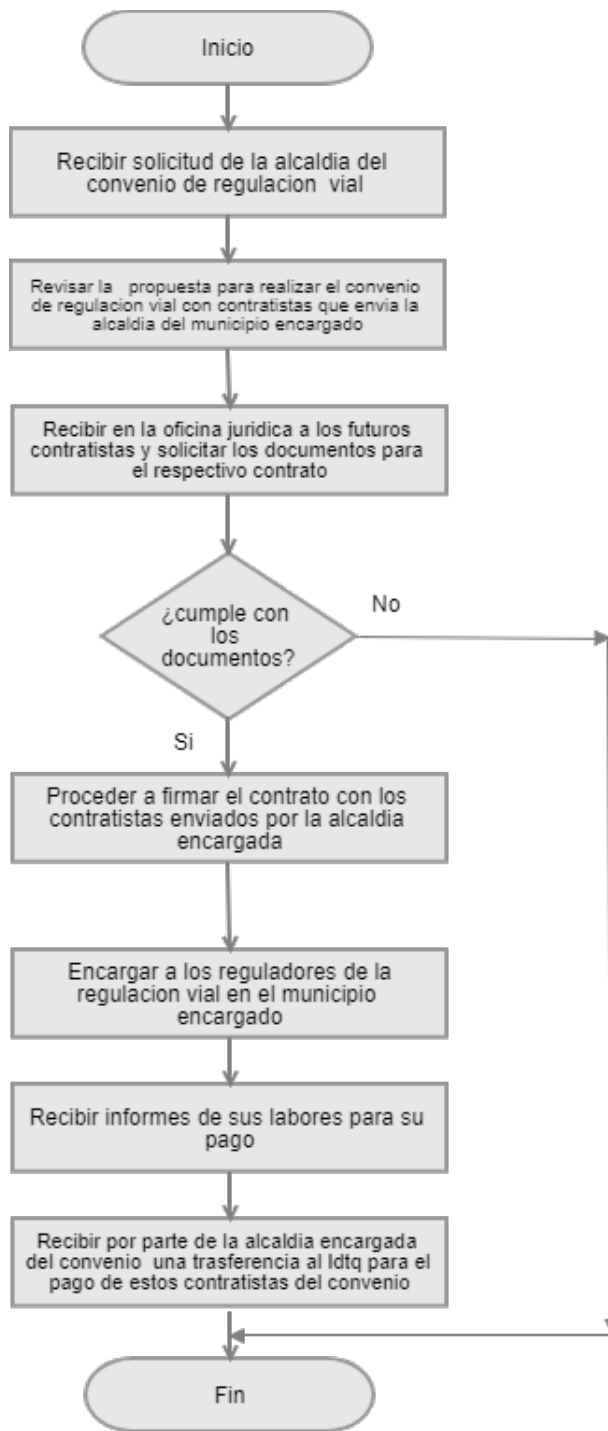 Inicio
Recibir solicitud de la alcaldia del
convenio de regulacion vial
Revisar la propuesta para realizar el convenio
de regulacion vial con contratistas que envia la
alcaldia del municipio encargado
Recibir en la oficina juridica a los futuros
contratistas y solicitar los documentos para
el respectivo contrato
¿cumple con
los
documentos?
No
Si
Proceder a firmar el contrato con los
contratistas enviados por la alcaldia
encargada
Encargar a los reguladores de la
regulacion vial en el municipio
encargado
Recibir informes de sus labores para su
pago
Recibir por parte de la alcaldia encargada
del convenio una trasferencia al Idtq para el
pago de estos contratistas del convenio
Fin